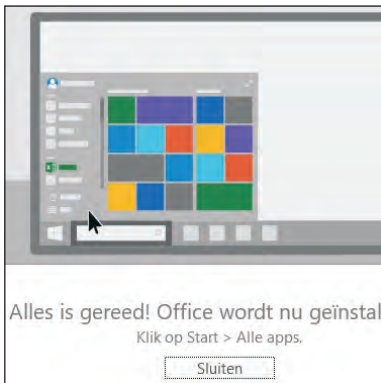 Alles is gereed! Office wordt nu geïnstal
Klik op Start > Alle apps.
Sluiten